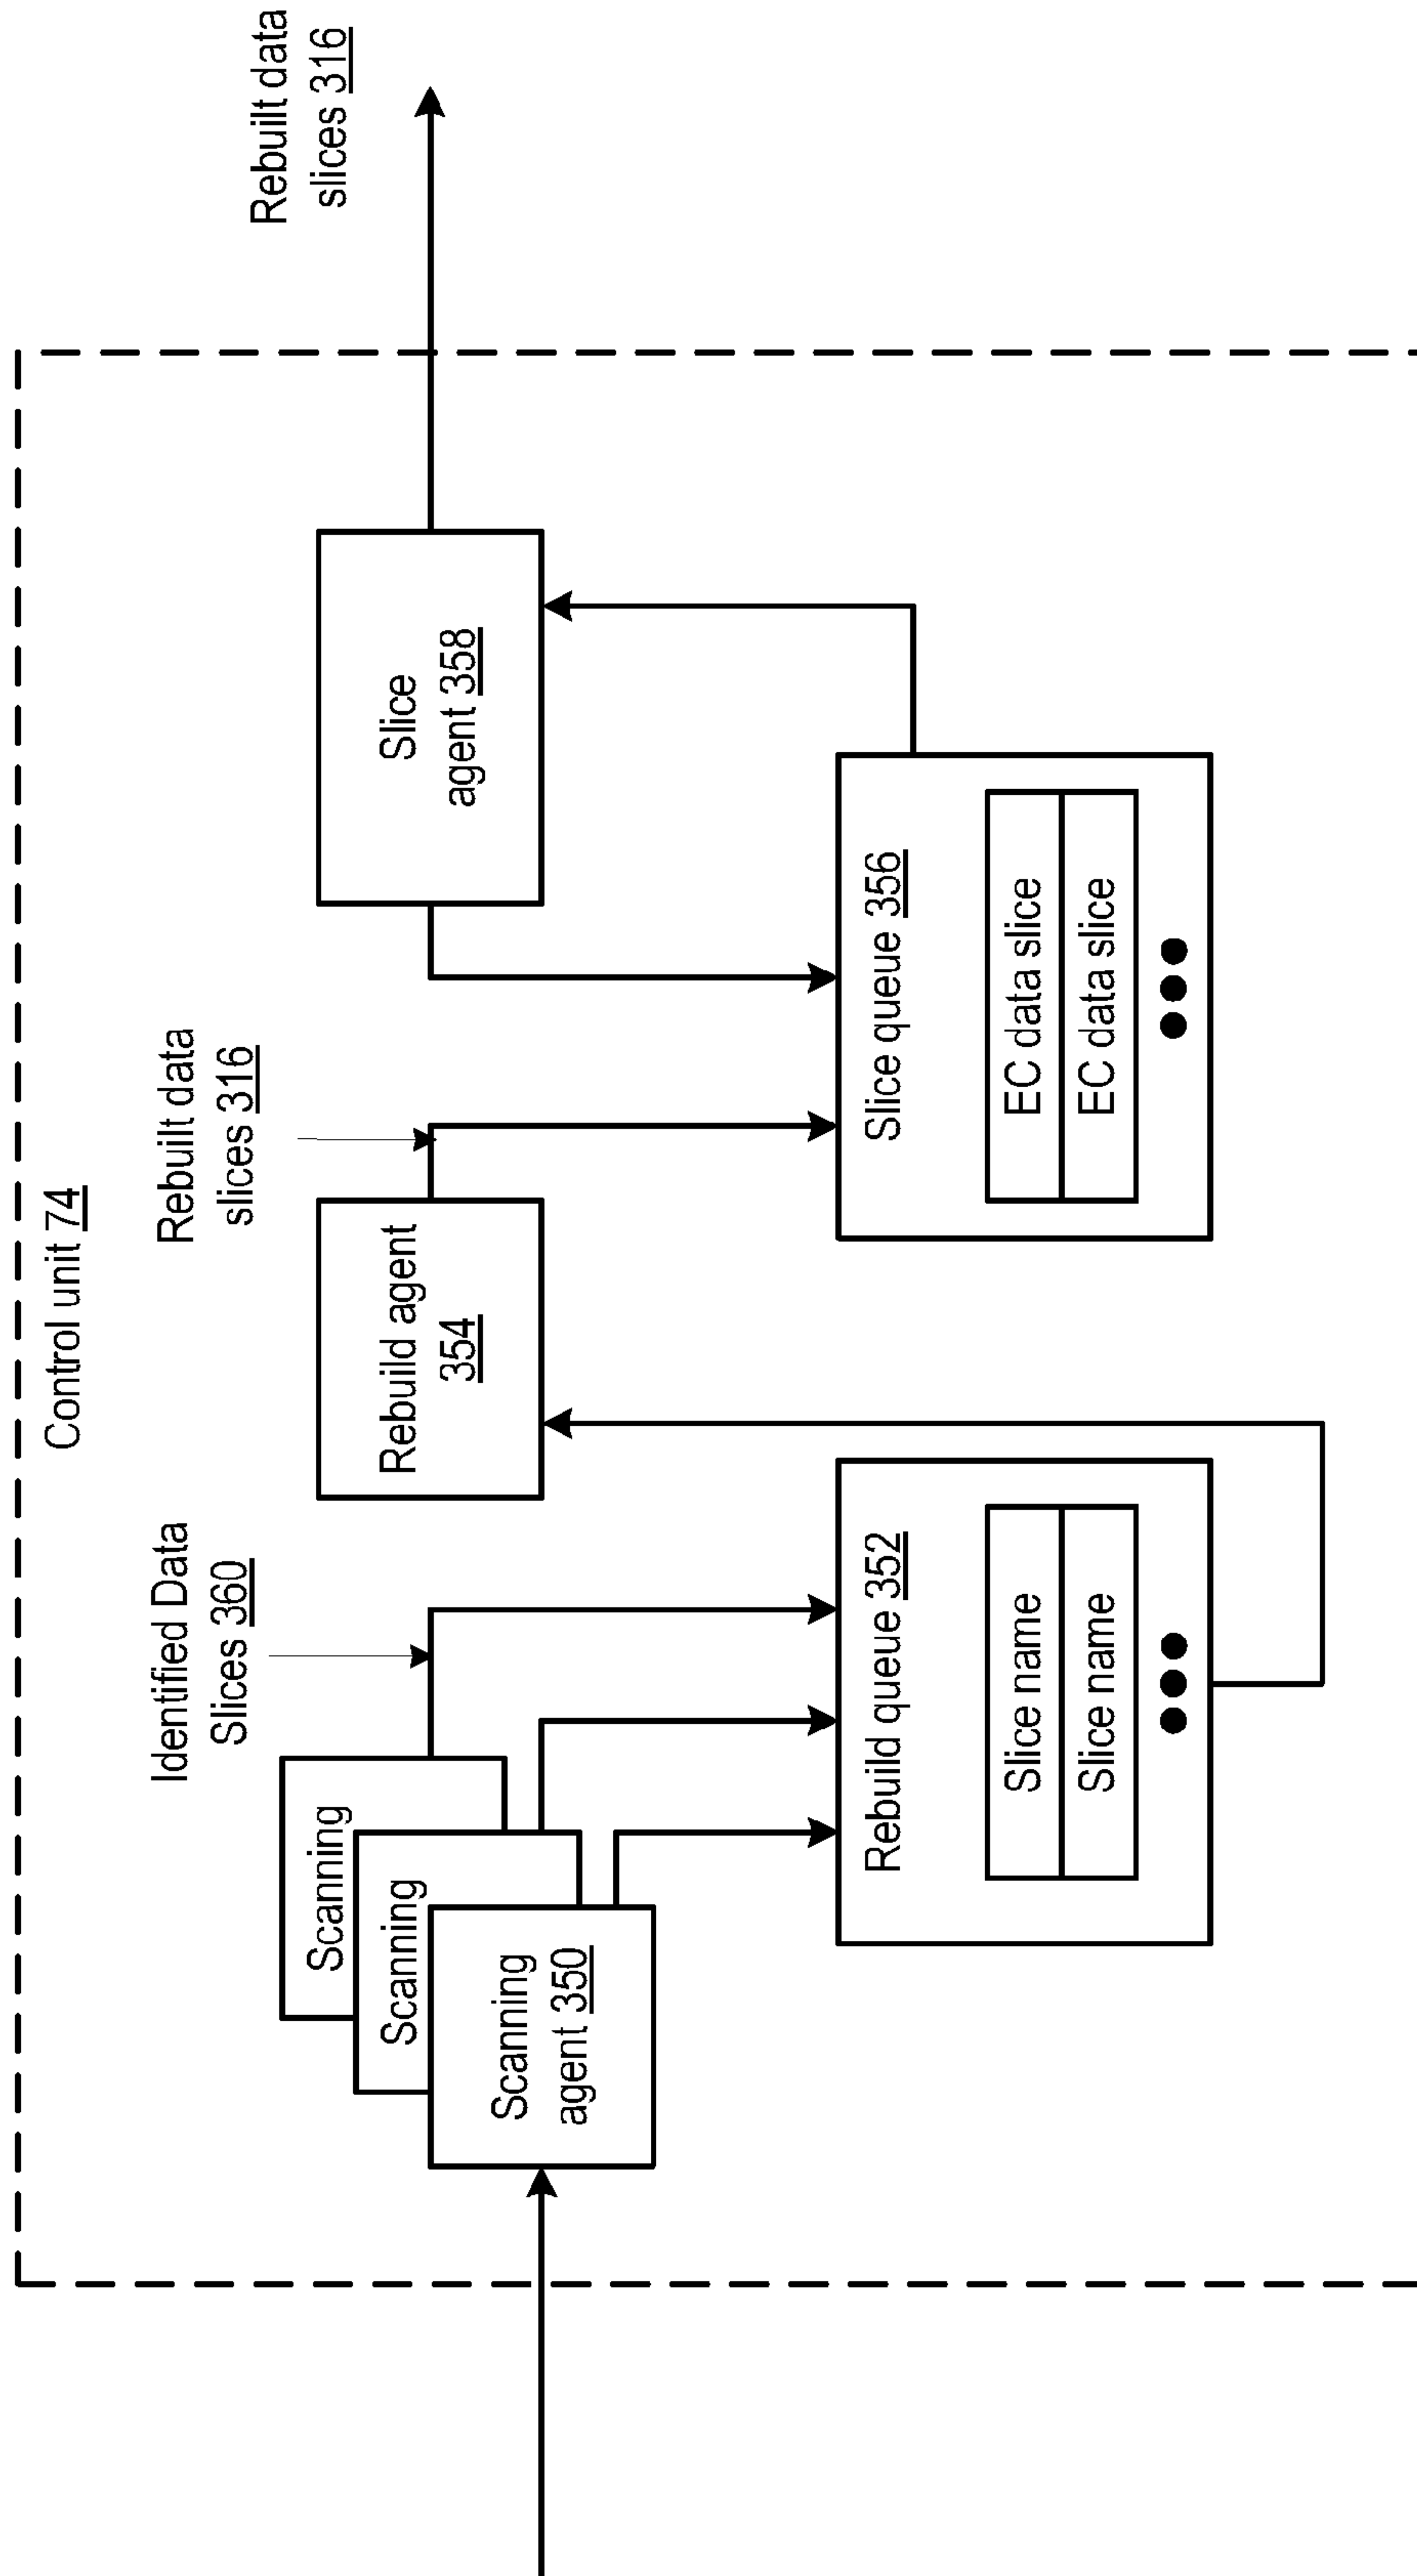 Control unit 74
Identified Data
Slices 360
Rebuilt data
slices 316
Rebuilt data
slices 316
Scanning
Scanning
Scanning
agent 350
Rebuild agent
354
Slice
agent 358
Rebuild queue 352
Slice name
Slice name
Slice queue 356
EC data slice
EC data slice